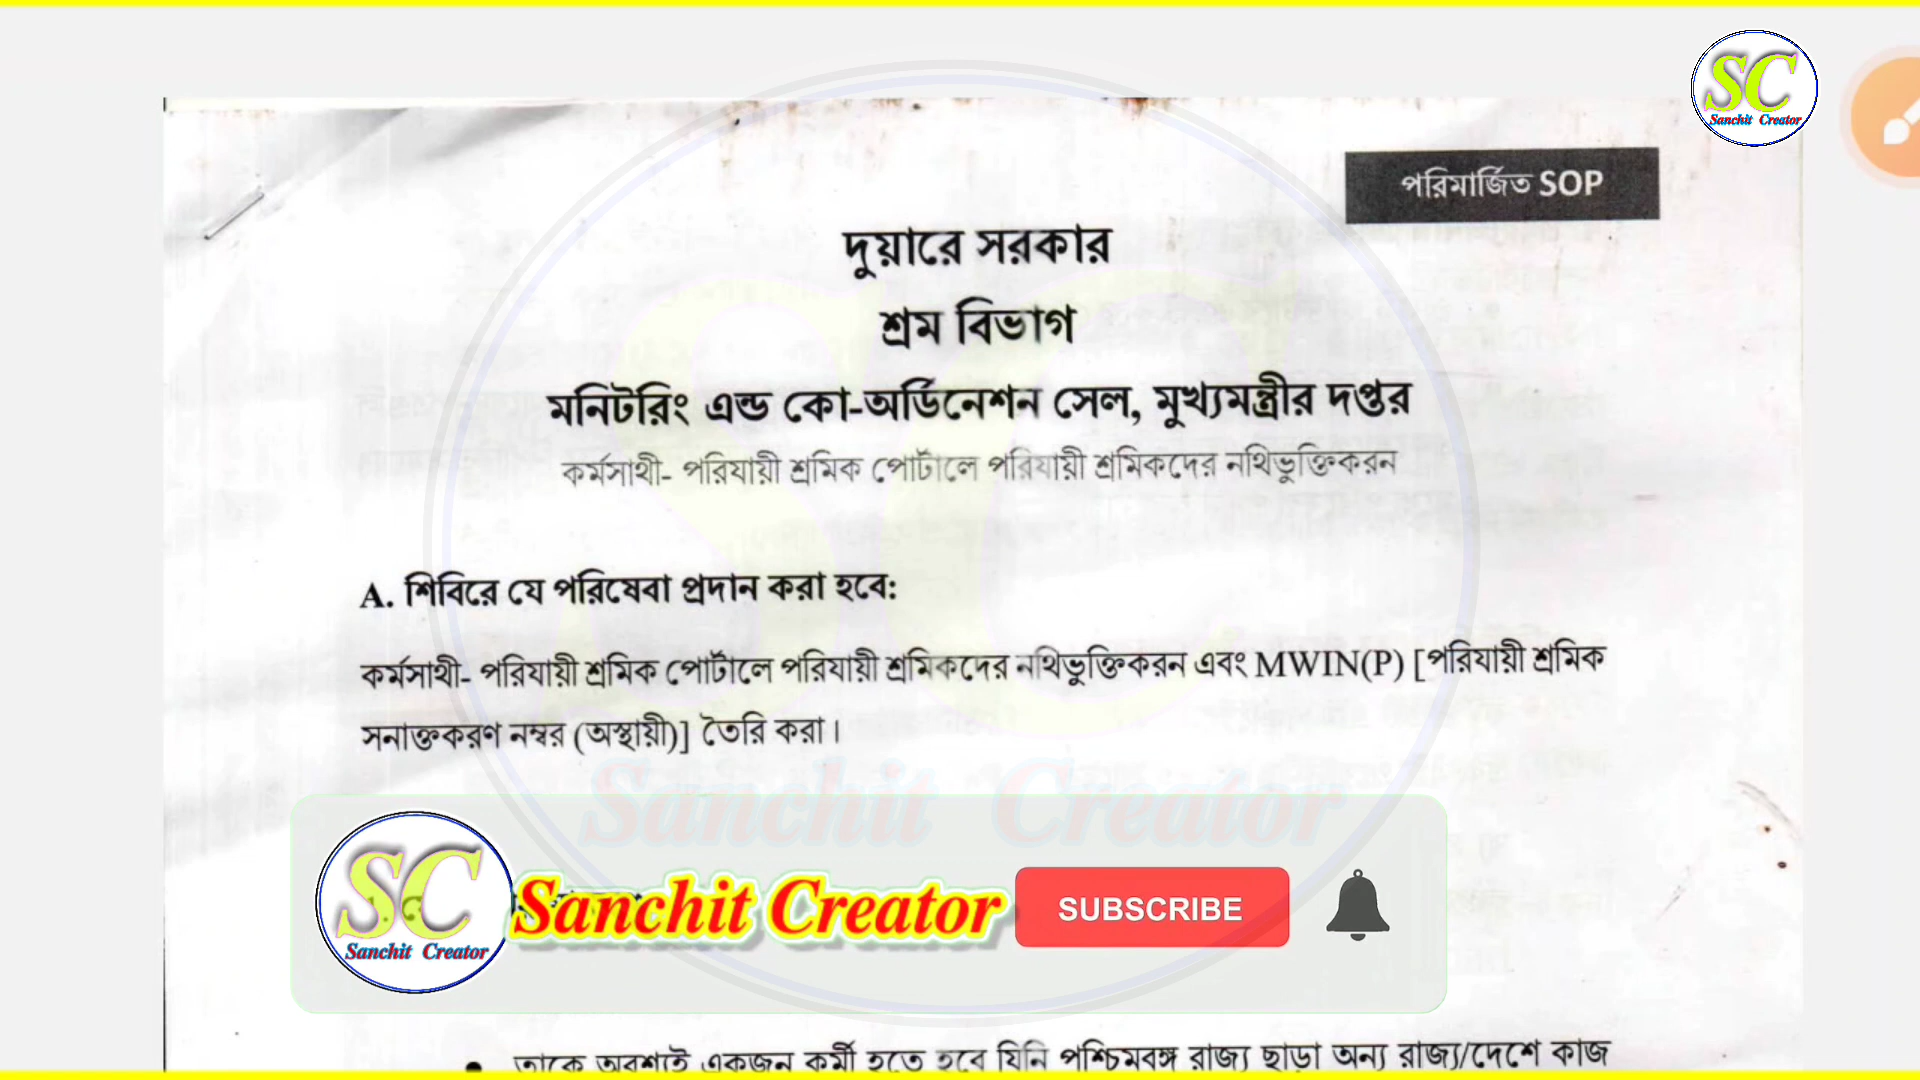 SC
Sanchit Creator
পরিমার্জিত SOP
দুয়ারে সরকার
শ্রম বিভাগ
মনিটরিং এন্ড কো-অর্ডিনেশন সেল, মুখ্যমন্ত্রীর দপ্তর
কর্মসাথী- পরিযায়ী শ্রমিক পোর্টালে পরিযায়ী শ্রমিকদের নথিভুক্তিকরন
A. শিবিরে যে পরিষেবা প্রদান করা হবে:
কর্মসাথী- পরিযায়ী শ্রমিক পোর্টালে পরিযায়ী শ্রমিকদের নথিভুক্তিকরন এবং MWIN(P) [পরিযায়ী শ্রমিক
সনাক্তকরণ নম্বর (অস্থায়ী)] তৈরি করা।
SC
Sanchit Creator
SC
Sanchit Creator
Sanchit Creator
SUBSCRIBE
তাকে অবশ্যই একজন কর্মী হতে হবে যিনি পশ্চিমবঙ্গ রাজ্য ছাড়া অন্য রাজ্য/দেশে কাজ